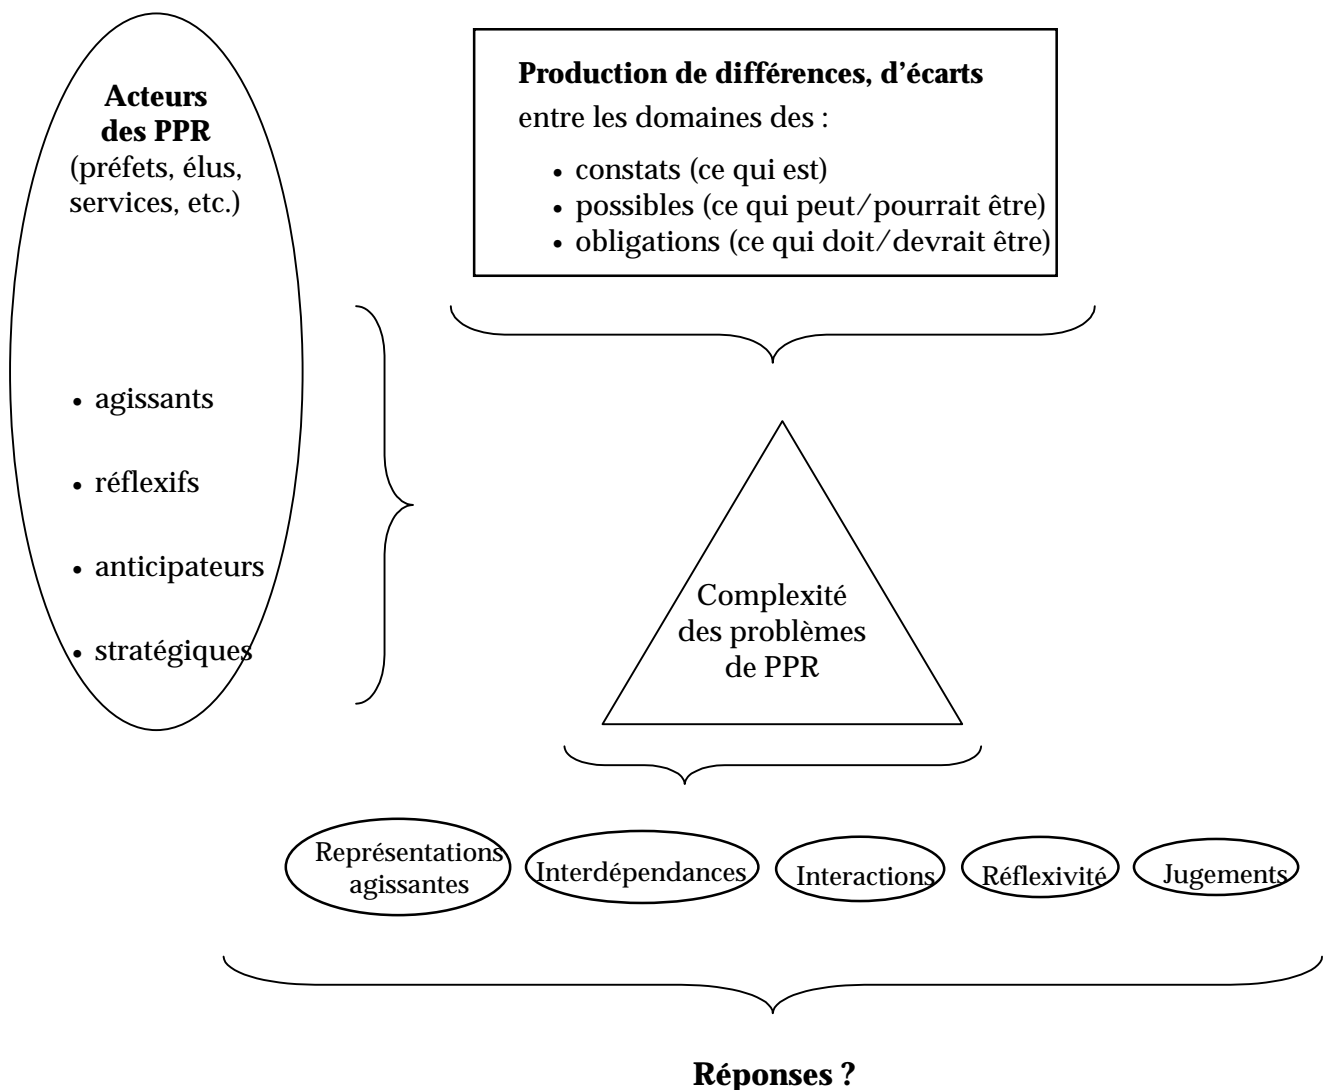 Acteurs
des PPR
(préfets, élus,
services, etc.)
• agissants
• réflexifs
• anticipateurs
• stratégiques
Production de différences, d'écarts
entre les domaines des :
• constats (ce qui est)
• possibles (ce qui peut/pourrait être)
• obligations (ce qui doit/devrait être)
Complexité
des problèmes
de PPR
Représentations
agissantes
Interdépendances
Interactions
Réflexivité
Jugements
Réponses ?